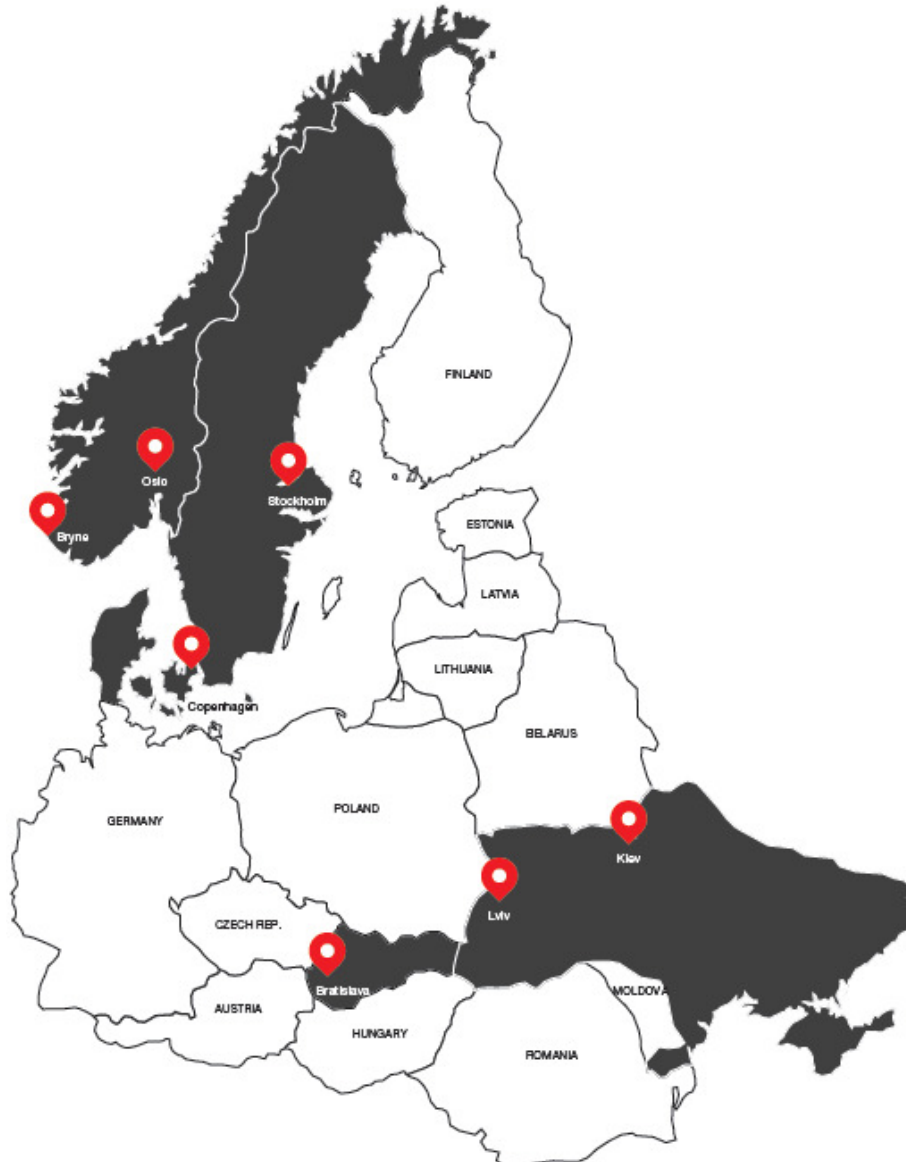 FINLAND
Oslo
Stockholm
Bryne
ESTONIA
LATVIA
LITHUANIA
Copenhagen
BELARUS
POLAND
GERMANY
Kiev
Lviv
CZECH REP.
Bratislava
MOLDOVA
AUSTRIA
HUNGARY
ROMANIA